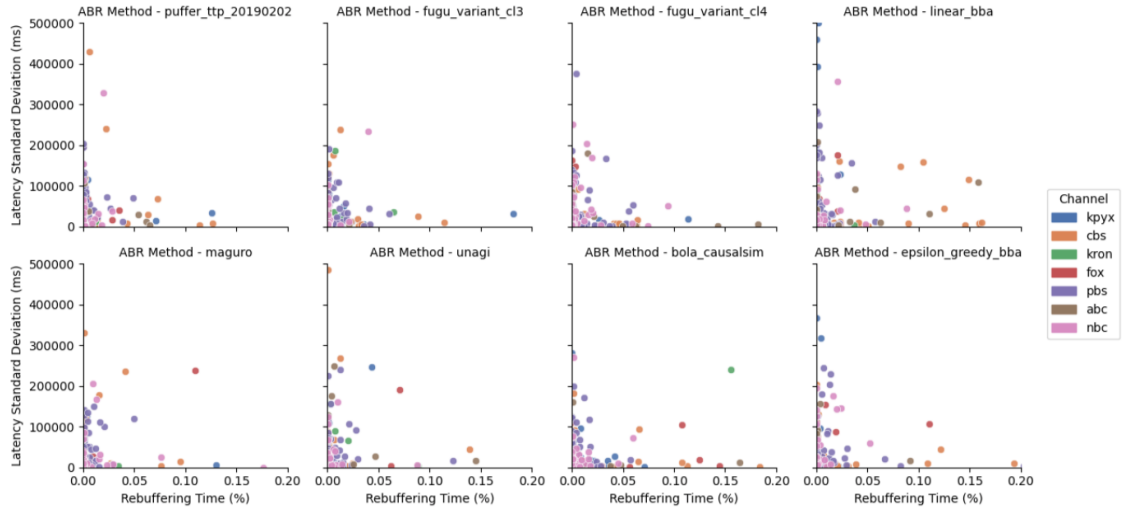 ABR Method - puffer_ttp_20190202
ABR Method - fugu_variant_cl3
ABR Method - fugu_variant_cl4
ABR Method - linear_bba
500000
400000
300000
200000
100000
0
Latency Standard Deviation (ms)
ABR Method - maguro
ABR Method - unagi
ABR Method - bola_causalsim
ABR Method - epsilon_greedy_bba
500000
400000
300000
200000
100000
0
Latency Standard Deviation (ms)
0.00 0.05 0.10 0.15 0.20
Rebuffering Time (%)
0.00 0.05 0.10 0.15 0.20
Rebuffering Time (%)
0.00 0.05 0.10 0.15 0.20
Rebuffering Time (%)
0.00 0.05 0.10 0.15 0.20
Rebuffering Time (%)
Channel
kpyx
cbs
kron
fox
pbs
abc
nbc